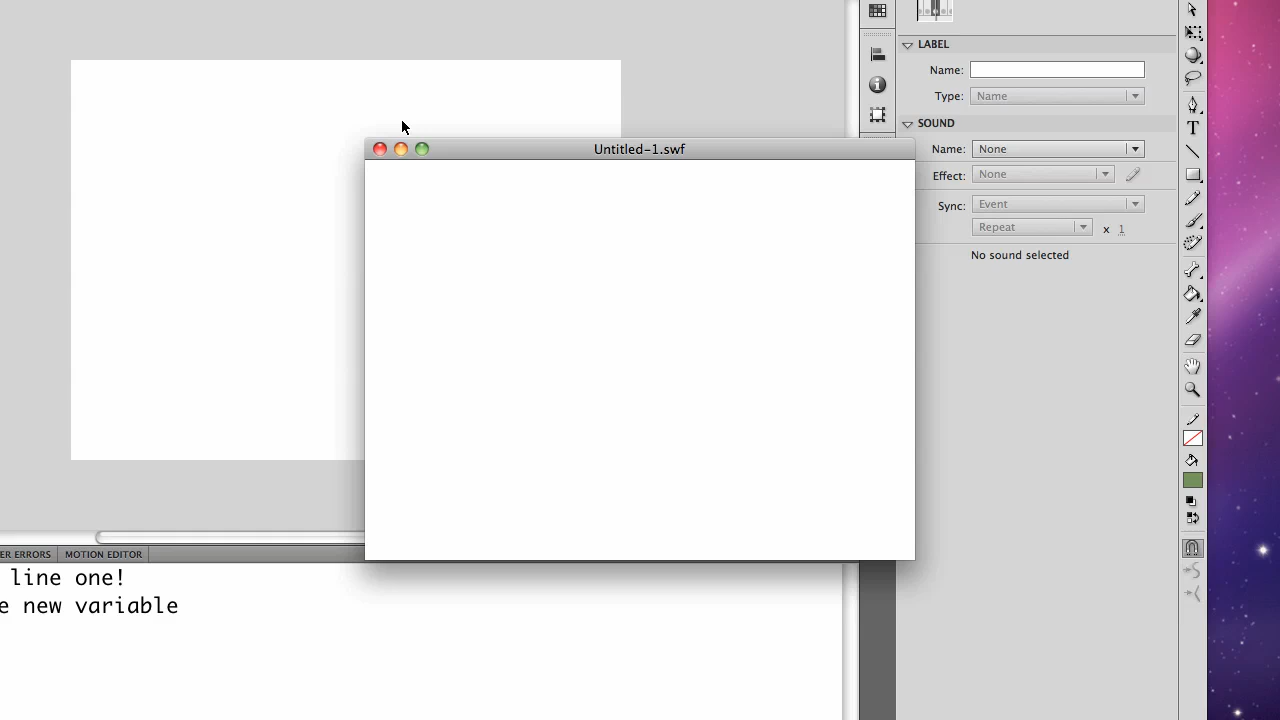 LABEL
Name:
Type: Name
SOUND
Name: None
Effect: None
Sync: Event
Repeat x 1
No sound selected
Untitled-1.swf
ER ERRORS MOTION EDITOR
line one!
e new variable